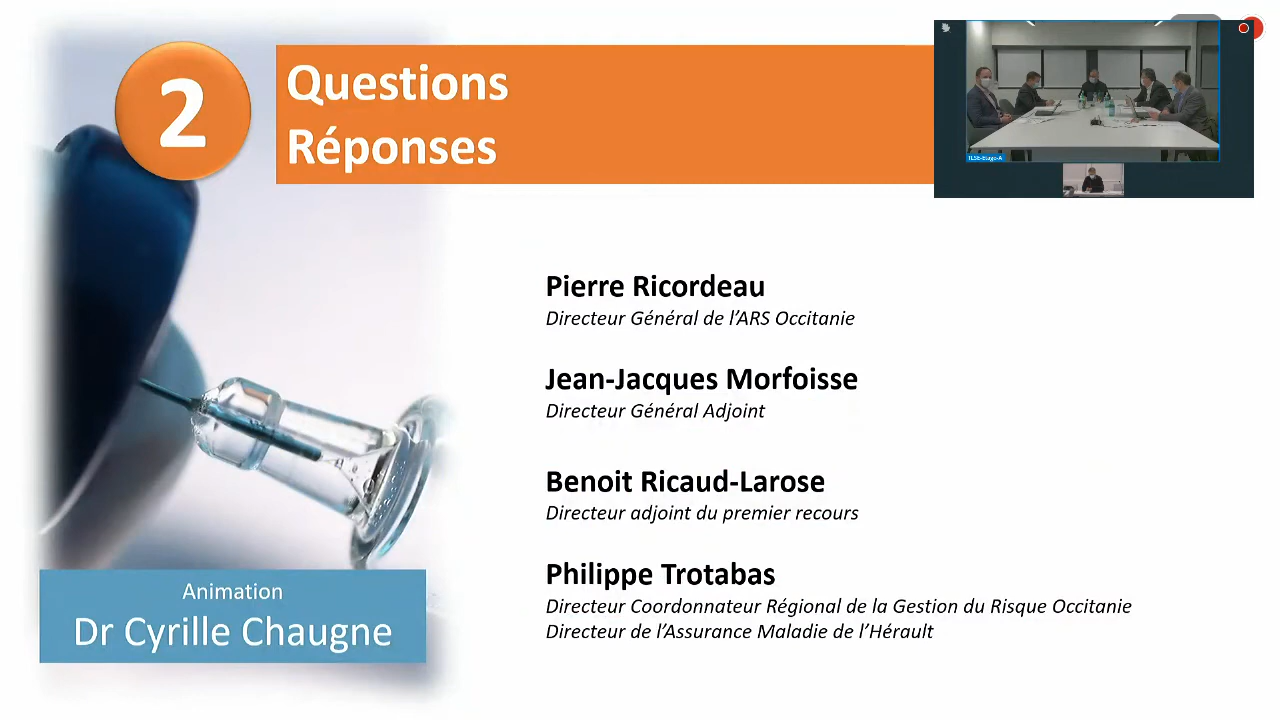 2
Questions
Réponses
Pierre Ricordeau
Directeur Général de l’ARS Occitanie
Jean-Jacques Morfoisse
Directeur Général Adjoint
Benoit Ricaud-Larose
Directeur adjoint du premier recours
Philippe Trotabas
Directeur Coordonnateur Régional de la Gestion du Risque Occitanie
Directeur de l’Assurance Maladie de l’Hérault
Animation
Dr Cyrille Chaugne